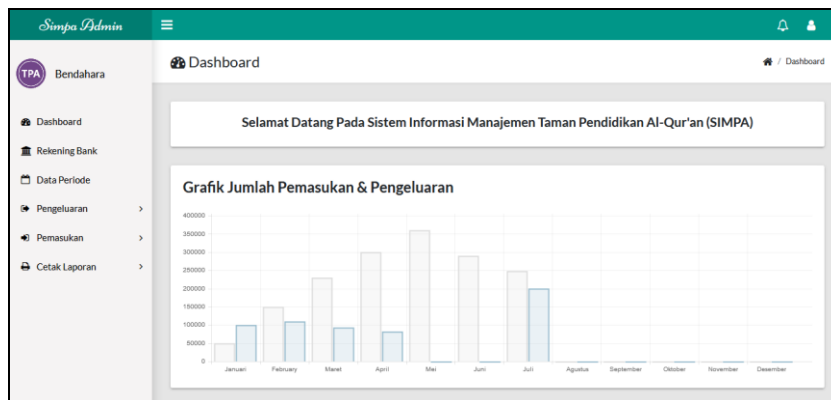 Simpa Admin
TPA
Bendahara
Dashboard
Rekening Bank
Data Periode
Pengeluaran
Pemasukan
Cetak Laporan
Dashboard
/ Dashboard
Selamat Datang Pada Sistem Informasi Manajemen Taman Pendidikan Al-Qur'an (SIMPA)
Grafik Jumlah Pemasukan & Pengeluaran
400000
350000
300000
250000
200000
150000
100000
50000
0
Januari February Maret April Mei Juni Juli Agustus September Oktober November Desember